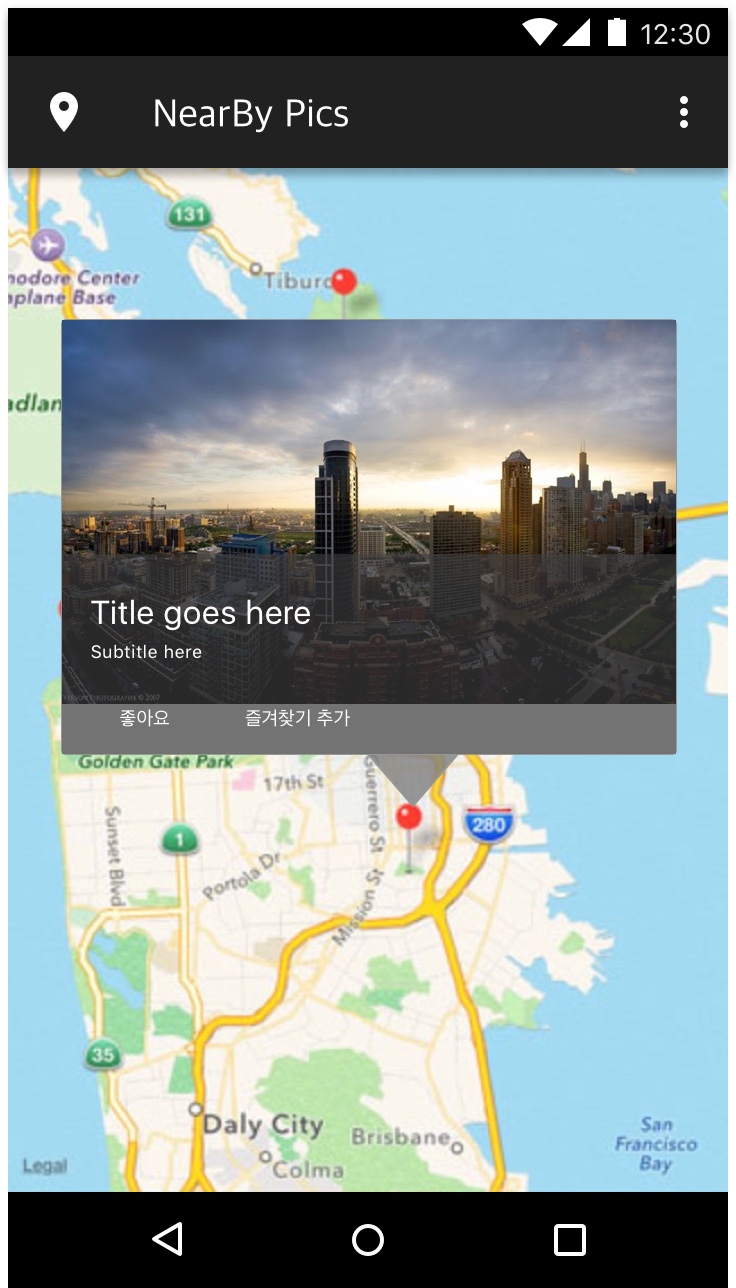 12:30
NearBy Pics
131
Tiburo
nodore Center
aplane Base
adlan
Title goes here
Subtitle here
좋아요 즐겨찾기 추가
Golden Gate Park
17th St
Guerrero St
Sunset Blvd
1
280
Portola Dr
Mission St
35
Daly City
Brisbane
San
Francisco
Bay
Legal
Colma